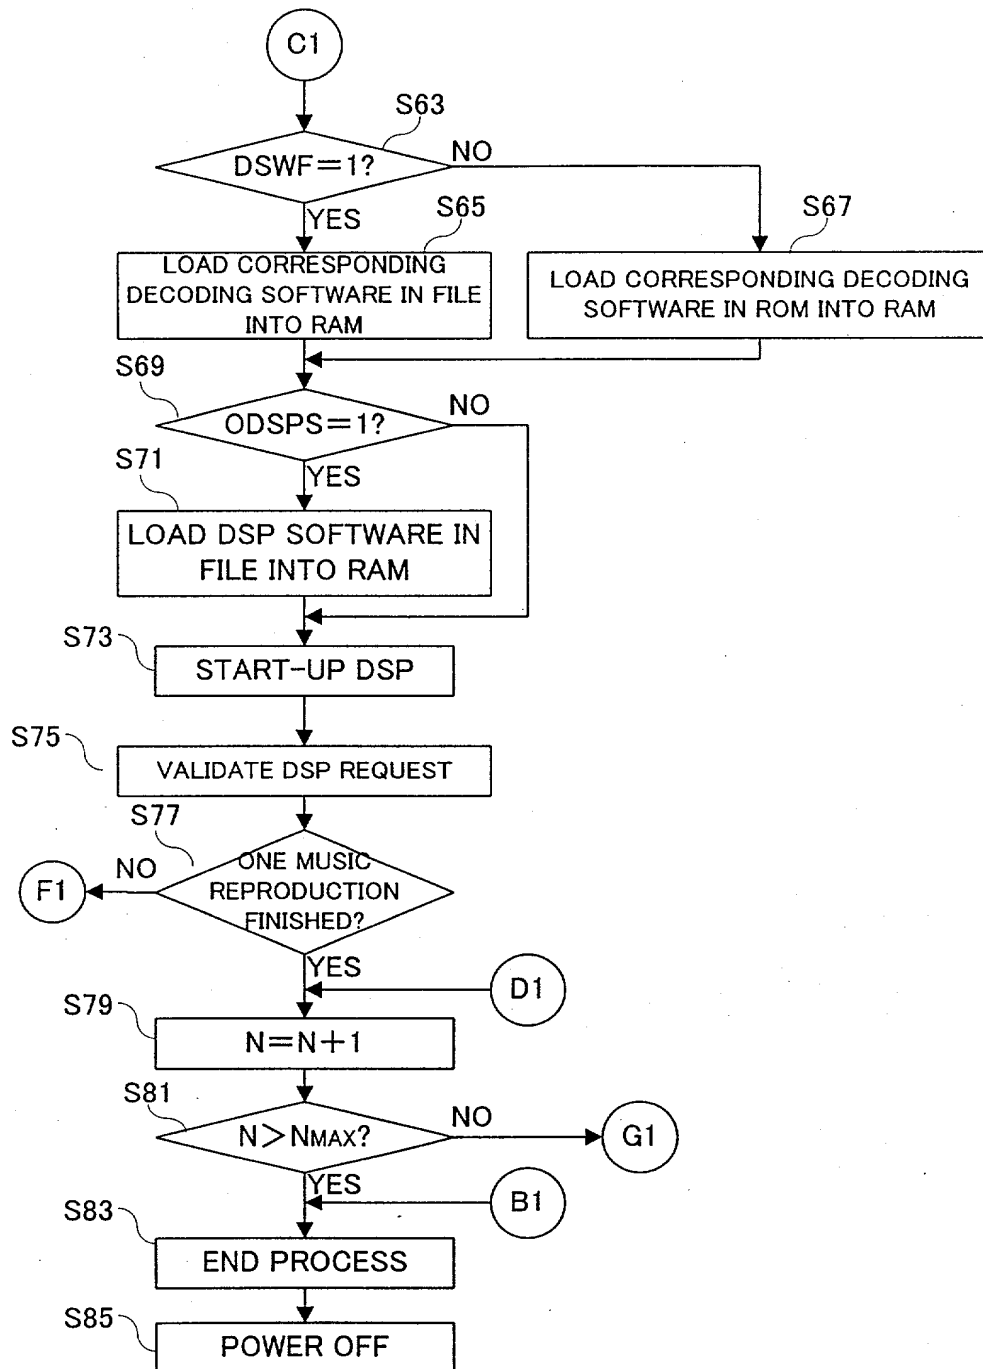 C1
S63
DSWF=1?
NO
YES
S65
S67
LOAD CORRESPONDING
DECODING SOFTWARE IN FILE
INTO RAM
LOAD CORRESPONDING DECODING
SOFTWARE IN ROM INTO RAM
S69
ODSPS=1?
NO
YES
S71
LOAD DSP SOFTWARE IN
FILE INTO RAM
S73
START-UP DSP
S75
VALIDATE DSP REQUEST
S77
ONE MUSIC
REPRODUCTION
FINISHED?
NO
F1
YES
D1
S79
N=N+1
S81
N>NMAX?
NO
G1
YES
B1
S83
END PROCESS
S85
POWER OFF